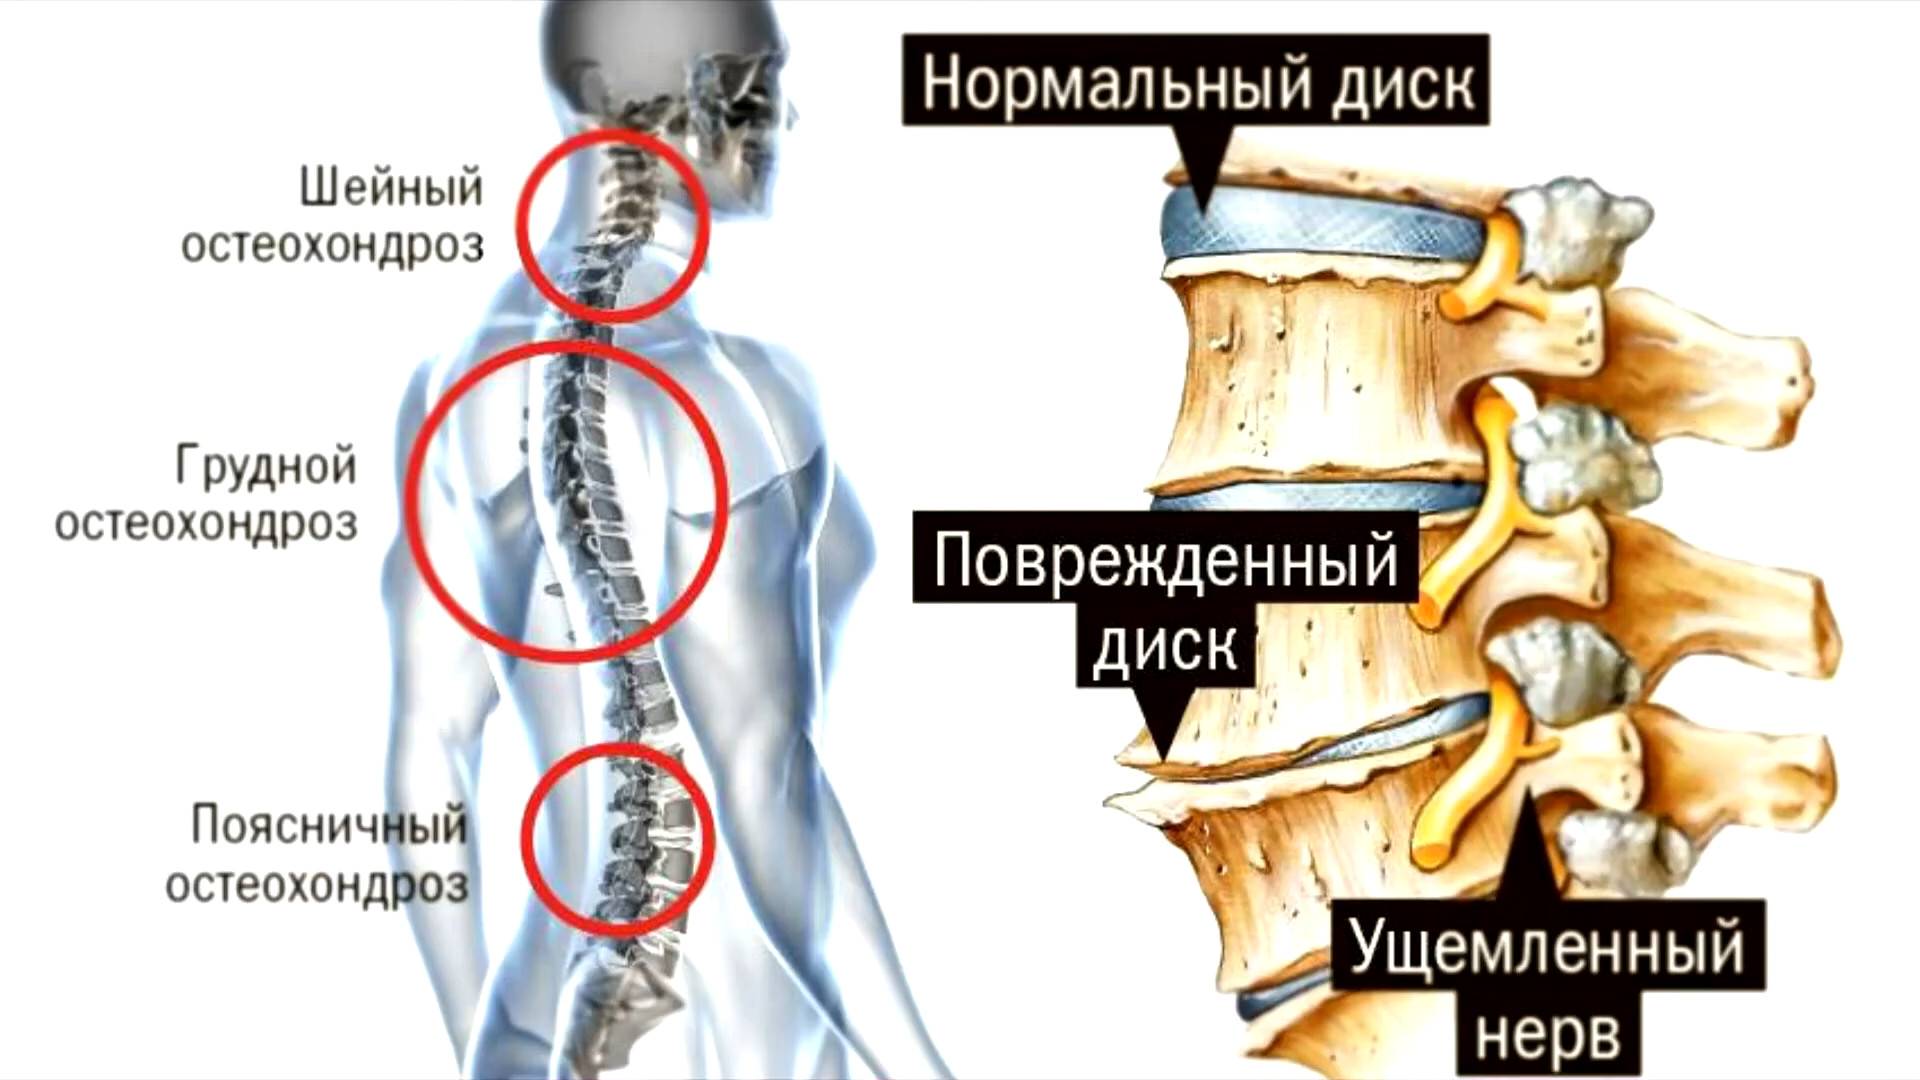 Шейный
остеохондроз
Грудной
остеохондроз
Поясничный
остеохондроз
Нормальный диск
Поврежденный
диск
Ущемленный
нерв